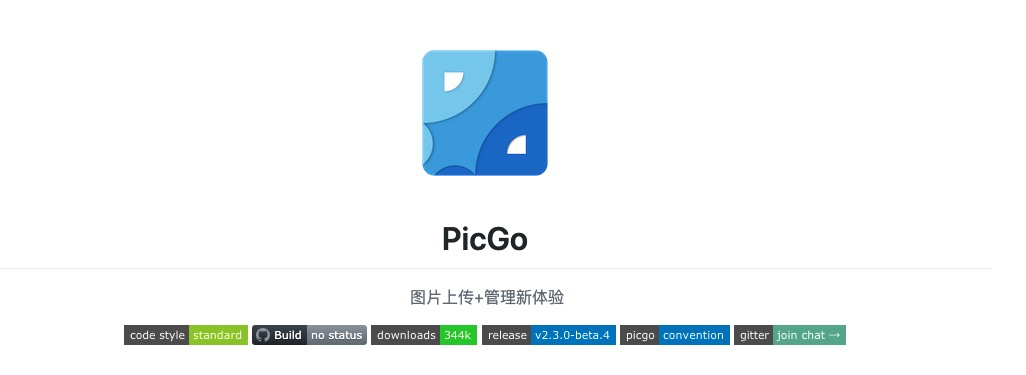 PicGo
图片上传+管理新体验
code style standard Build no status downloads 344k release v2.3.0-beta.4 picgo convention gitter join chat →